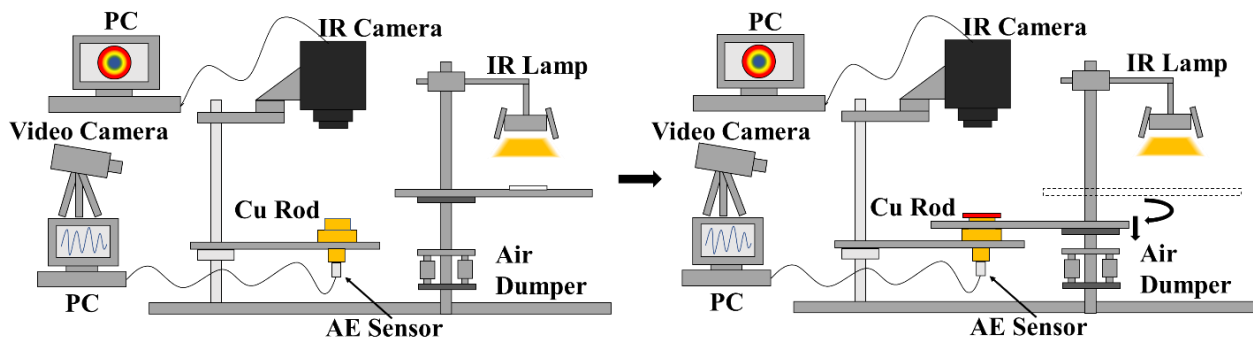 PC
IR Camera
IR Lamp
Video Camera
Cu Rod
Air
Dumper
PC
AE Sensor
PC
IR Camera
IR Lamp
Video Camera
Cu Rod
Air
Dumper
PC
AE Sensor